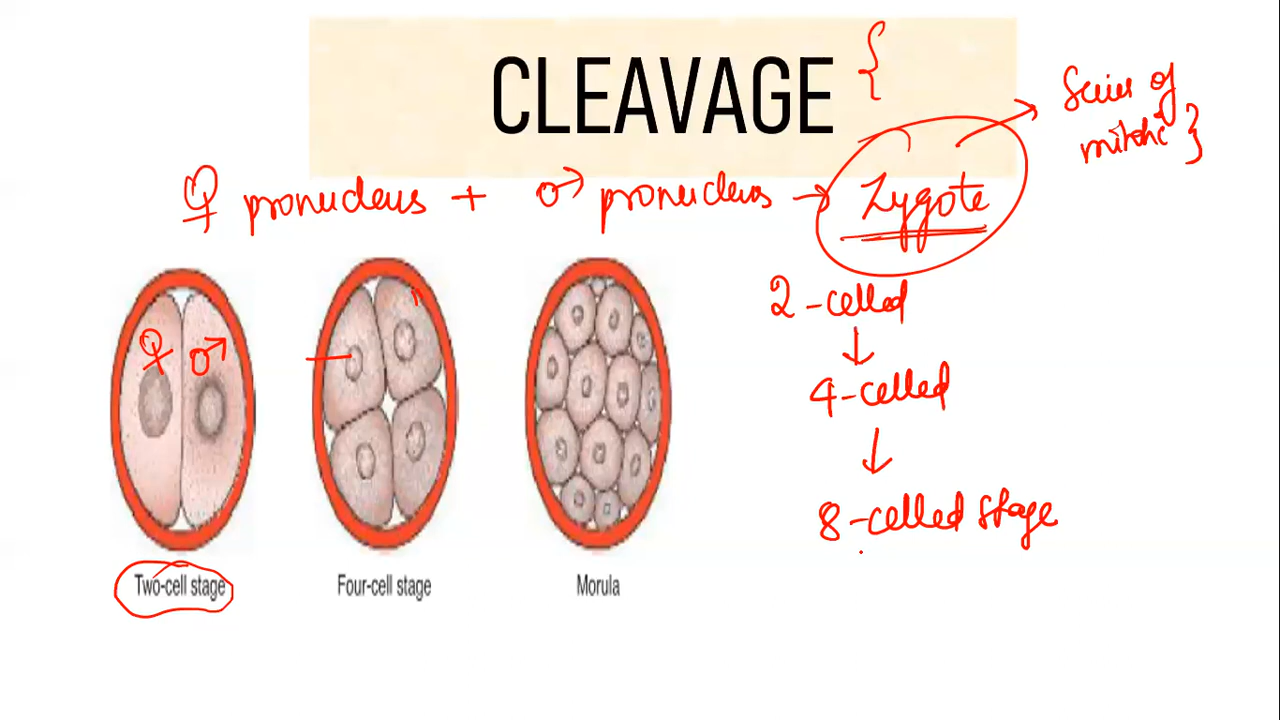 CLEAVAGE {
Series of
mitotic }
♀ pronucleus + ♂ pronucleus → Zygote
2-celled
↓
4-celled
↓
8-celled stage
♀ ♂
Two-cell stage
Four-cell stage
Morula